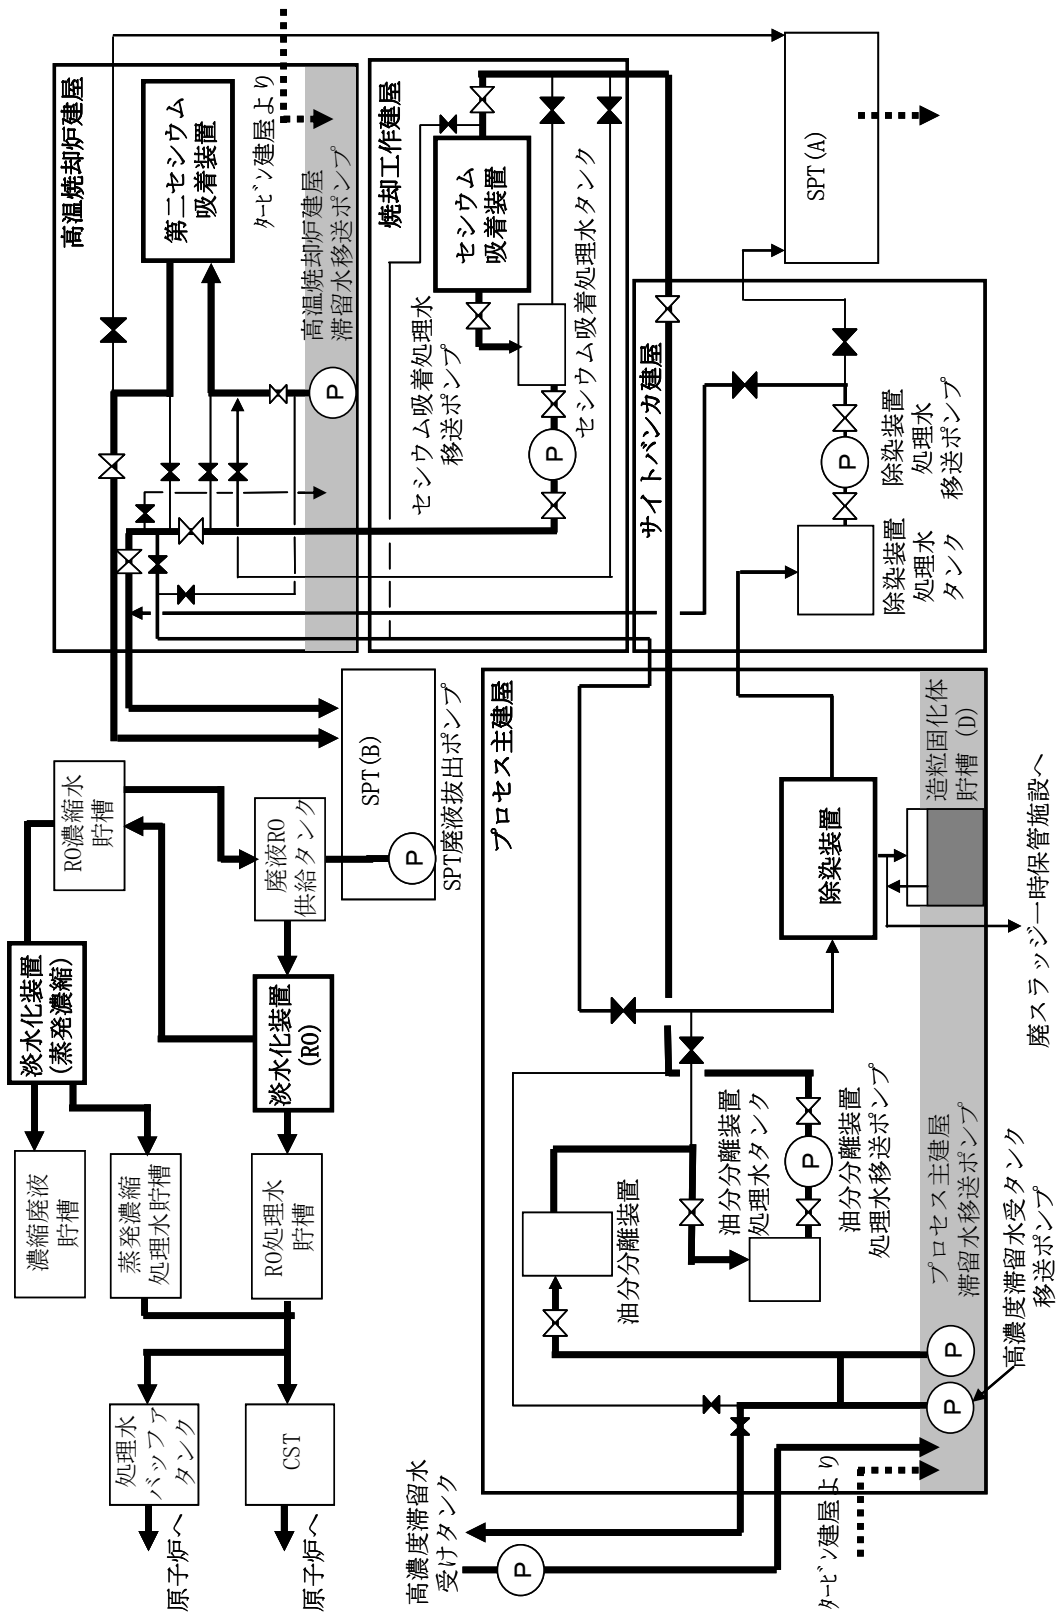 原子炉へ
処理水
バッファ
タンク
濃縮廃液
貯槽
淡水化装置
(蒸発濃縮)
RO濃縮水
貯槽
蒸発濃縮
処理水貯槽
原子炉へ
CST
RO処理水
貯槽
淡水化装置
(RO)
廃液RO
供給タンク
SPT(B)
P
SPT廃液抜出ポンプ
高温焼却炉建屋
第二セシウム
吸着装置
タービン建屋より
高温焼却炉建屋
滞留水移送ポンプ
P
焼却工作建屋
セシウム
吸着装置
セシウム吸着処理水
移送ポンプ
P
セシウム吸着処理水タンク
サイトバンカ建屋
除染装置
処理水
移送ポンプ
P
除染装置
処理水
タンク
SPT(A)
高濃度滞留水
受けタンク
P
プロセス主建屋
油分分離装置
油分分離装置
処理水タンク
P
油分分離装置
処理水移送ポンプ
除染装置
造粒固化体
貯槽(D)
タービン建屋より
プロセス主建屋
滞留水移送ポンプ
P
P
高濃度滞留水受タンク
移送ポンプ
廃スラッジ一時保管施設へ